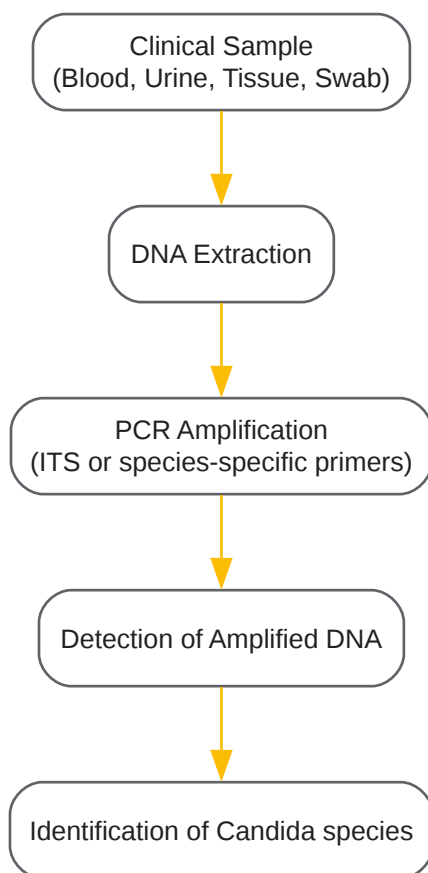 Clinical Sample
(Blood, Urine, Tissue, Swab)
DNA Extraction
PCR Amplification
(ITS or species-specific primers)
Detection of Amplified DNA
Identification of Candida species